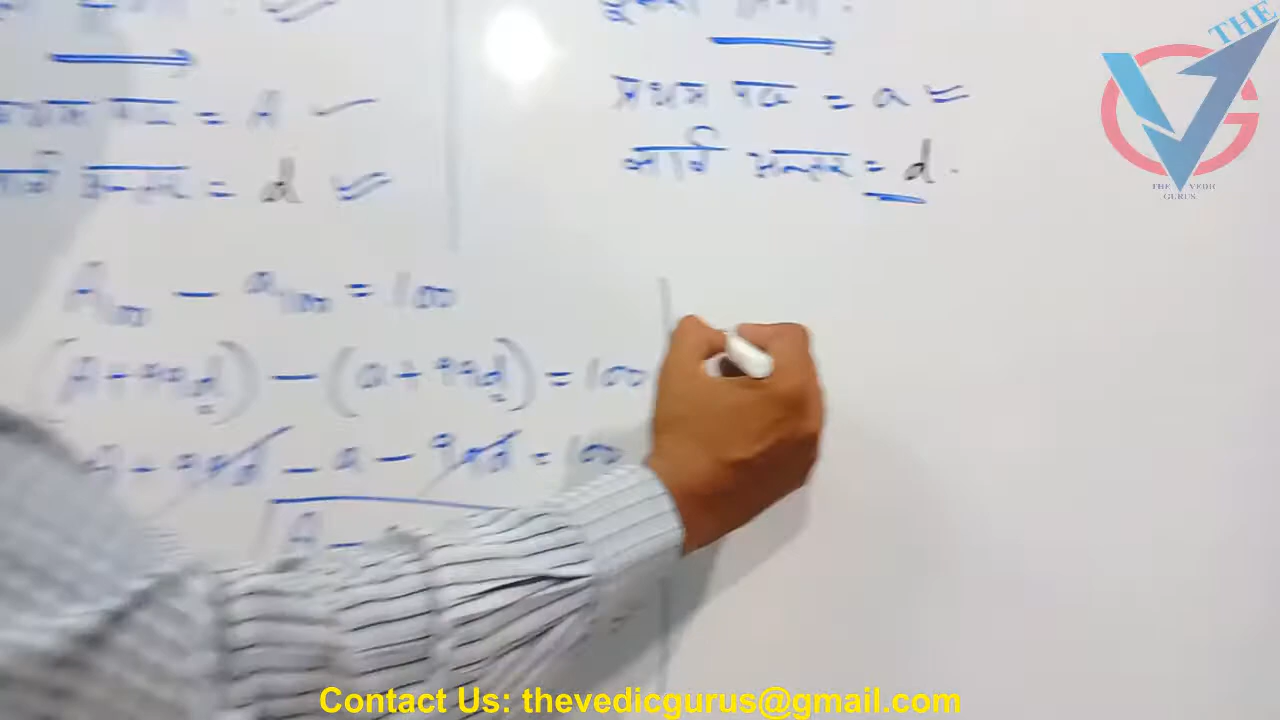 प्रथम पद = A
सार्व अन्तर = d
प्रथम पद = a
सार्व अन्तर = d.
A100 - a100 = 100
(A+99d) - (a+99d) = 100
A+99d - a - 99d = 100
A -
THE
THE VEDIC
GURUS
Contact Us: thevedicgurus@gmail.com